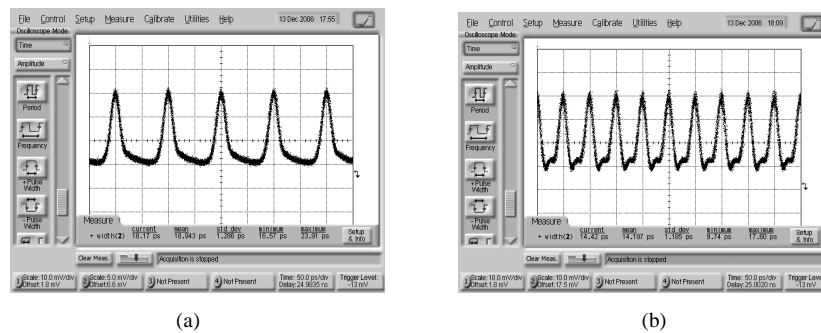 File Control Setup Measure Calibrate Utilities Help 13 Dec 2006 17:55
Oscilloscope Mode
Time
Amplitude
Period
Frequency
+ Pulse
Width
- Pulse
Width
Measure
current mean std dev minimum maximum
+ width(2) 18.17 ps 18.943 ps 1.286 ps 16.57 ps 23.91 ps
Setup
& Info
Clear Meas. Acquisition is stopped
1) Scale: 10.0 mV/div
Offset: 1.8 mV
2) Scale: 5.0 mV/div
Offset: 6.6 mV
3) Not Present
4) Not Present
Time: 50.0 ps/div
Delay: 24.9835 ns
Trigger Level:
-13 mV
(a)
File Control Setup Measure Calibrate Utilities Help 13 Dec 2006 18:09
Oscilloscope Mode
Time
Amplitude
Period
Frequency
+ Pulse
Width
- Pulse
Width
Measure
current mean std dev minimum maximum
+ width(2) 14.42 ps 14.197 ps 1.185 ps 9.74 ps 17.60 ps
Setup
& Info
Clear Meas. Acquisition is stopped
1) Scale: 10.0 mV/div
Offset: 1.8 mV
2) Scale: 10.0 mV/div
Offset: 17.5 mV
3) Not Present
4) Not Present
Time: 50.0 ps/div
Delay: 25.0020 ns
Trigger Level:
-13 mV
(b)